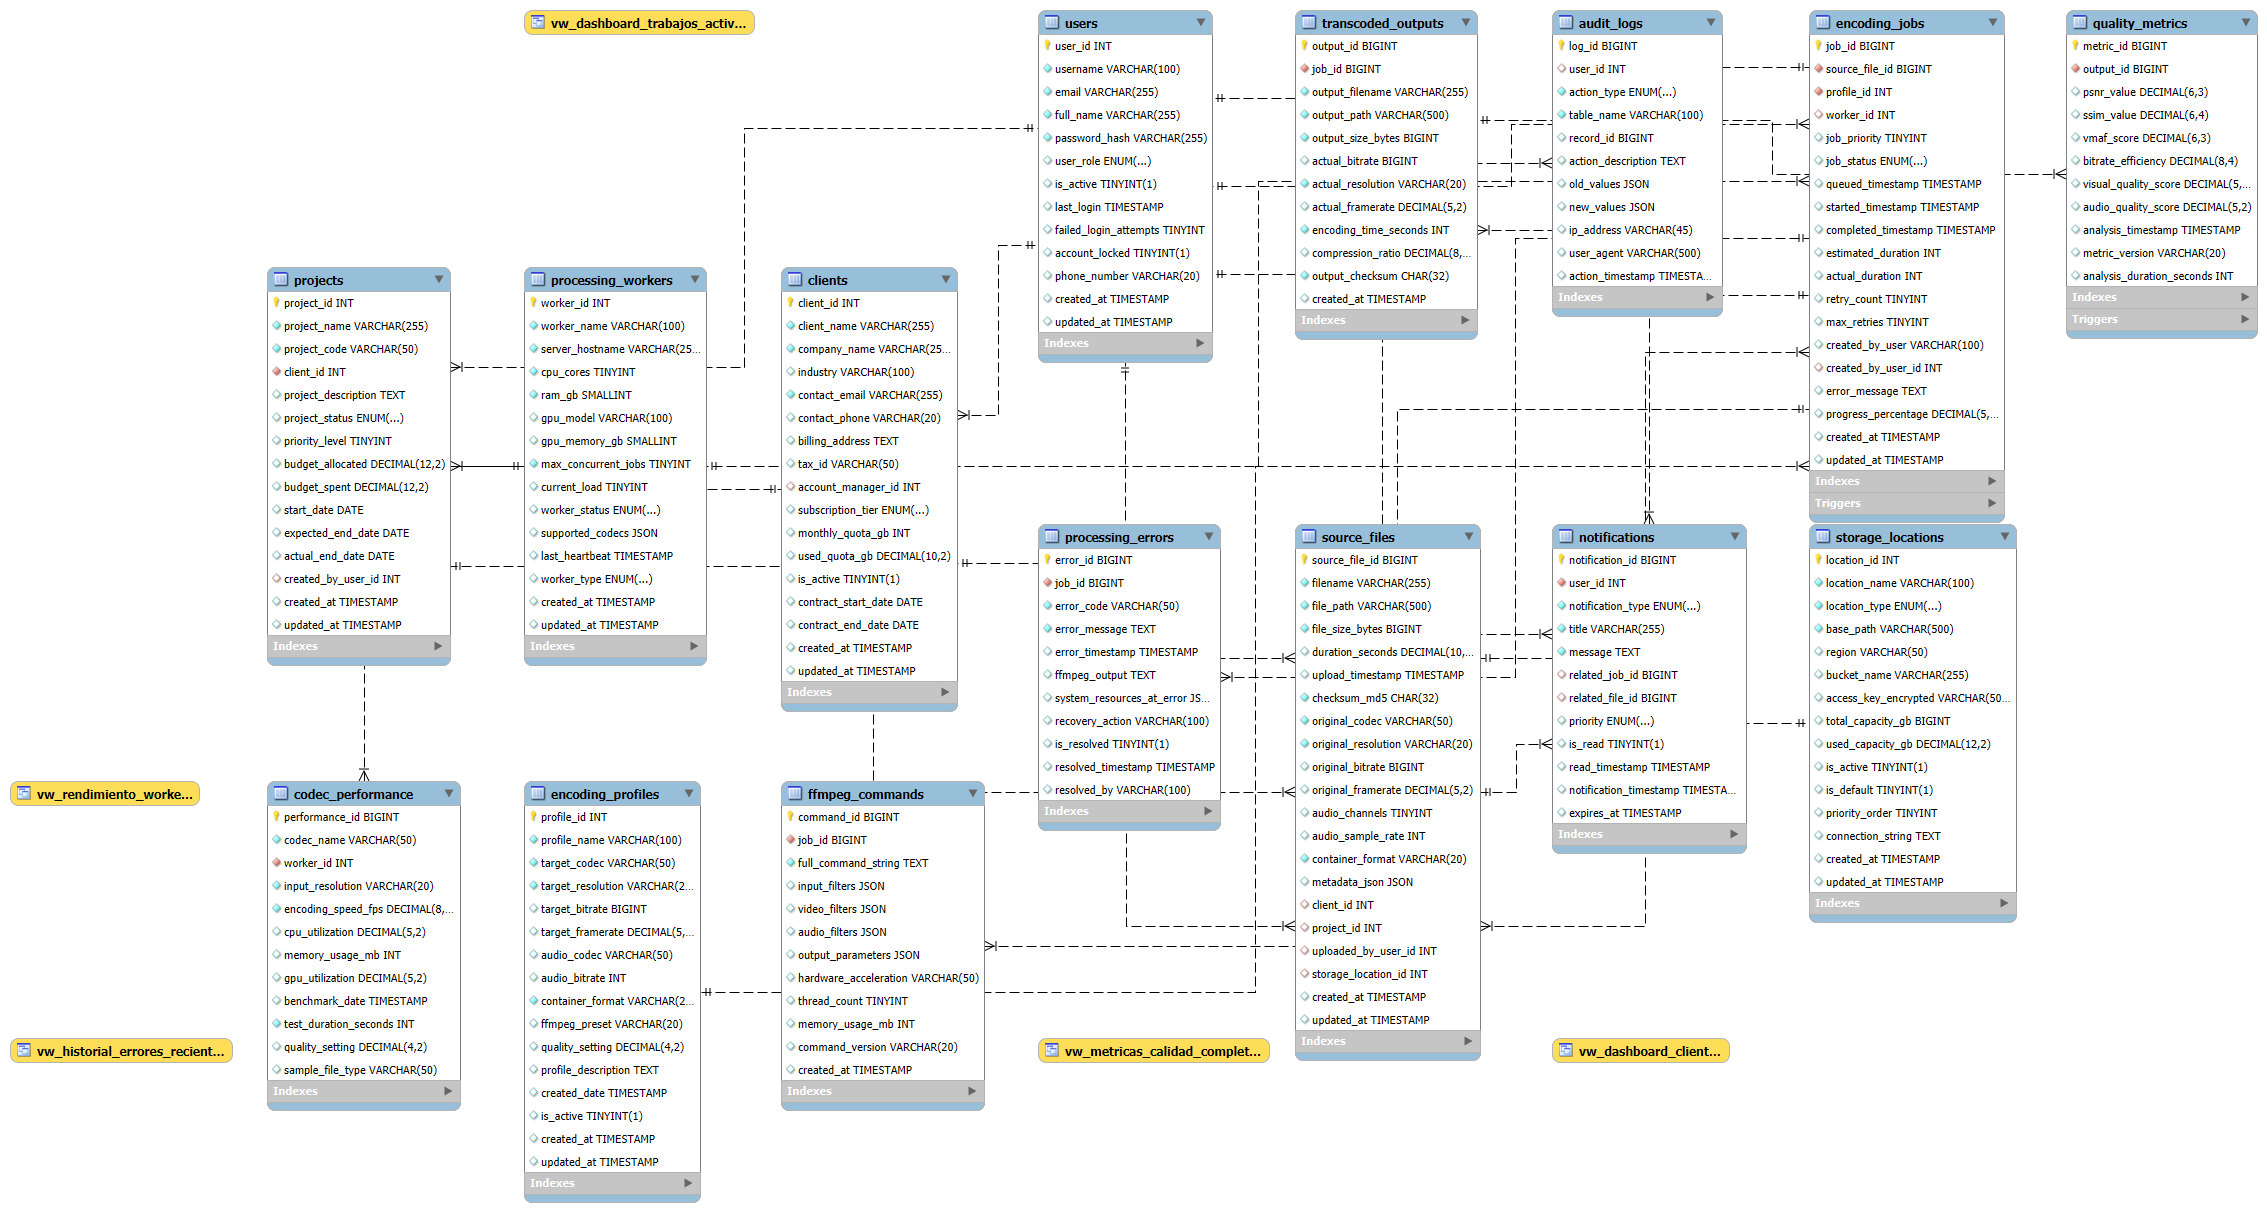 vw_dashboard_trabajos_activ...
users
user_id INT
username VARCHAR(100)
email VARCHAR(255)
full_name VARCHAR(255)
password_hash VARCHAR(255)
user_role ENUM(...)
is_active TINYINT(1)
last_login TIMESTAMP
failed_login_attempts TINYINT
account_locked TINYINT(1)
phone_number VARCHAR(20)
created_at TIMESTAMP
updated_at TIMESTAMP
Indexes
transcoded_outputs
output_id BIGINT
job_id BIGINT
output_filename VARCHAR(255)
output_path VARCHAR(500)
output_size_bytes BIGINT
actual_bitrate BIGINT
actual_resolution VARCHAR(20)
actual_framerate DECIMAL(5,2)
encoding_time_seconds INT
compression_ratio DECIMAL(8,...
output_checksum CHAR(32)
created_at TIMESTAMP
Indexes
audit_logs
log_id BIGINT
user_id INT
action_type ENUM(...)
table_name VARCHAR(100)
record_id BIGINT
action_description TEXT
old_values JSON
new_values JSON
ip_address VARCHAR(45)
user_agent VARCHAR(500)
action_timestamp TIMESTA...
Indexes
encoding_jobs
job_id BIGINT
source_file_id BIGINT
profile_id INT
worker_id INT
job_priority TINYINT
job_status ENUM(...)
queued_timestamp TIMESTAMP
started_timestamp TIMESTAMP
completed_timestamp TIMESTAMP
estimated_duration INT
actual_duration INT
retry_count TINYINT
max_retries TINYINT
created_by_user VARCHAR(100)
created_by_user_id INT
error_message TEXT
progress_percentage DECIMAL(5,...
created_at TIMESTAMP
updated_at TIMESTAMP
Indexes
Triggers
quality_metrics
metric_id BIGINT
output_id BIGINT
psnr_value DECIMAL(6,3)
ssim_value DECIMAL(6,4)
vmaf_score DECIMAL(6,3)
bitrate_efficiency DECIMAL(8,4)
visual_quality_score DECIMAL(5,...
audio_quality_score DECIMAL(5,2)
analysis_timestamp TIMESTAMP
metric_version VARCHAR(20)
analysis_duration_seconds INT
Indexes
Triggers
projects
project_id INT
project_name VARCHAR(255)
project_code VARCHAR(50)
client_id INT
project_description TEXT
project_status ENUM(...)
priority_level TINYINT
budget_allocated DECIMAL(12,2)
budget_spent DECIMAL(12,2)
start_date DATE
expected_end_date DATE
actual_end_date DATE
created_by_user_id INT
created_at TIMESTAMP
updated_at TIMESTAMP
Indexes
processing_workers
worker_id INT
worker_name VARCHAR(100)
server_hostname VARCHAR(25...
cpu_cores TINYINT
ram_gb SMALLINT
gpu_model VARCHAR(100)
gpu_memory_gb SMALLINT
max_concurrent_jobs TINYINT
current_load TINYINT
worker_status ENUM(...)
supported_codecs JSON
last_heartbeat TIMESTAMP
worker_type ENUM(...)
created_at TIMESTAMP
updated_at TIMESTAMP
Indexes
clients
client_id INT
client_name VARCHAR(255)
company_name VARCHAR(25...
industry VARCHAR(100)
contact_email VARCHAR(255)
contact_phone VARCHAR(20)
billing_address TEXT
tax_id VARCHAR(50)
account_manager_id INT
subscription_tier ENUM(...)
monthly_quota_gb INT
used_quota_gb DECIMAL(10,2)
is_active TINYINT(1)
contract_start_date DATE
contract_end_date DATE
created_at TIMESTAMP
updated_at TIMESTAMP
Indexes
processing_errors
error_id BIGINT
job_id BIGINT
error_code VARCHAR(50)
error_message TEXT
error_timestamp TIMESTAMP
ffmpeg_output TEXT
system_resources_at_error JS...
recovery_action VARCHAR(100)
is_resolved TINYINT(1)
resolved_timestamp TIMESTAMP
resolved_by VARCHAR(100)
Indexes
source_files
source_file_id BIGINT
filename VARCHAR(255)
file_path VARCHAR(500)
file_size_bytes BIGINT
duration_seconds DECIMAL(10,...
upload_timestamp TIMESTAMP
checksum_md5 CHAR(32)
original_codec VARCHAR(50)
original_resolution VARCHAR(20)
original_bitrate BIGINT
original_framerate DECIMAL(5,2)
audio_channels TINYINT
audio_sample_rate INT
container_format VARCHAR(20)
metadata_json JSON
client_id INT
project_id INT
uploaded_by_user_id INT
storage_location_id INT
created_at TIMESTAMP
updated_at TIMESTAMP
Indexes
notifications
notification_id BIGINT
user_id INT
notification_type ENUM(...)
title VARCHAR(255)
message TEXT
related_job_id BIGINT
related_file_id BIGINT
priority ENUM(...)
is_read TINYINT(1)
read_timestamp TIMESTAMP
notification_timestamp TIMESTA...
expires_at TIMESTAMP
Indexes
storage_locations
location_id INT
location_name VARCHAR(100)
location_type ENUM(...)
base_path VARCHAR(500)
region VARCHAR(50)
bucket_name VARCHAR(255)
access_key_encrypted VARCHAR(50...
total_capacity_gb BIGINT
used_capacity_gb DECIMAL(12,2)
is_active TINYINT(1)
is_default TINYINT(1)
priority_order TINYINT
connection_string TEXT
created_at TIMESTAMP
updated_at TIMESTAMP
Indexes
vw_rendimiento_worke...
codec_performance
performance_id BIGINT
codec_name VARCHAR(50)
worker_id INT
input_resolution VARCHAR(20)
encoding_speed_fps DECIMAL(8,...
cpu_utilization DECIMAL(5,2)
memory_usage_mb INT
gpu_utilization DECIMAL(5,2)
benchmark_date TIMESTAMP
test_duration_seconds INT
quality_setting DECIMAL(4,2)
sample_file_type VARCHAR(50)
Indexes
encoding_profiles
profile_id INT
profile_name VARCHAR(100)
target_codec VARCHAR(50)
target_resolution VARCHAR(2...
target_bitrate BIGINT
target_framerate DECIMAL(5,...
audio_codec VARCHAR(50)
audio_bitrate INT
container_format VARCHAR(2...
ffmpeg_preset VARCHAR(20)
quality_setting DECIMAL(4,2)
profile_description TEXT
created_date TIMESTAMP
is_active TINYINT(1)
created_at TIMESTAMP
updated_at TIMESTAMP
Indexes
ffmpeg_commands
command_id BIGINT
job_id BIGINT
full_command_string TEXT
input_filters JSON
video_filters JSON
audio_filters JSON
output_parameters JSON
hardware_acceleration VARCHAR(50)
thread_count TINYINT
memory_usage_mb INT
command_version VARCHAR(20)
created_at TIMESTAMP
Indexes
vw_historial_errores_recient...
vw_metricas_calidad_complet...
vw_dashboard_client...